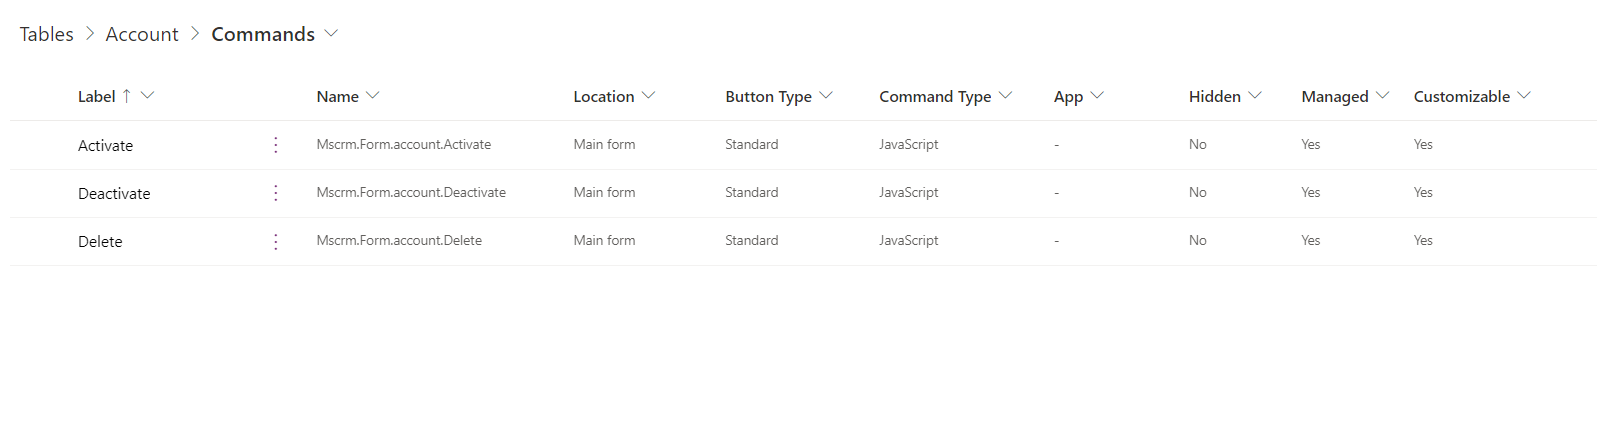 Tables > Account > Commands
Label ↑ Name Location Button Type Command Type App Hidden Managed Customizable
Activate Mscrm.Form.account.Activate Main form Standard JavaScript - No Yes Yes
Deactivate Mscrm.Form.account.Deactivate Main form Standard JavaScript - No Yes Yes
Delete Mscrm.Form.account.Delete Main form Standard JavaScript - No Yes Yes